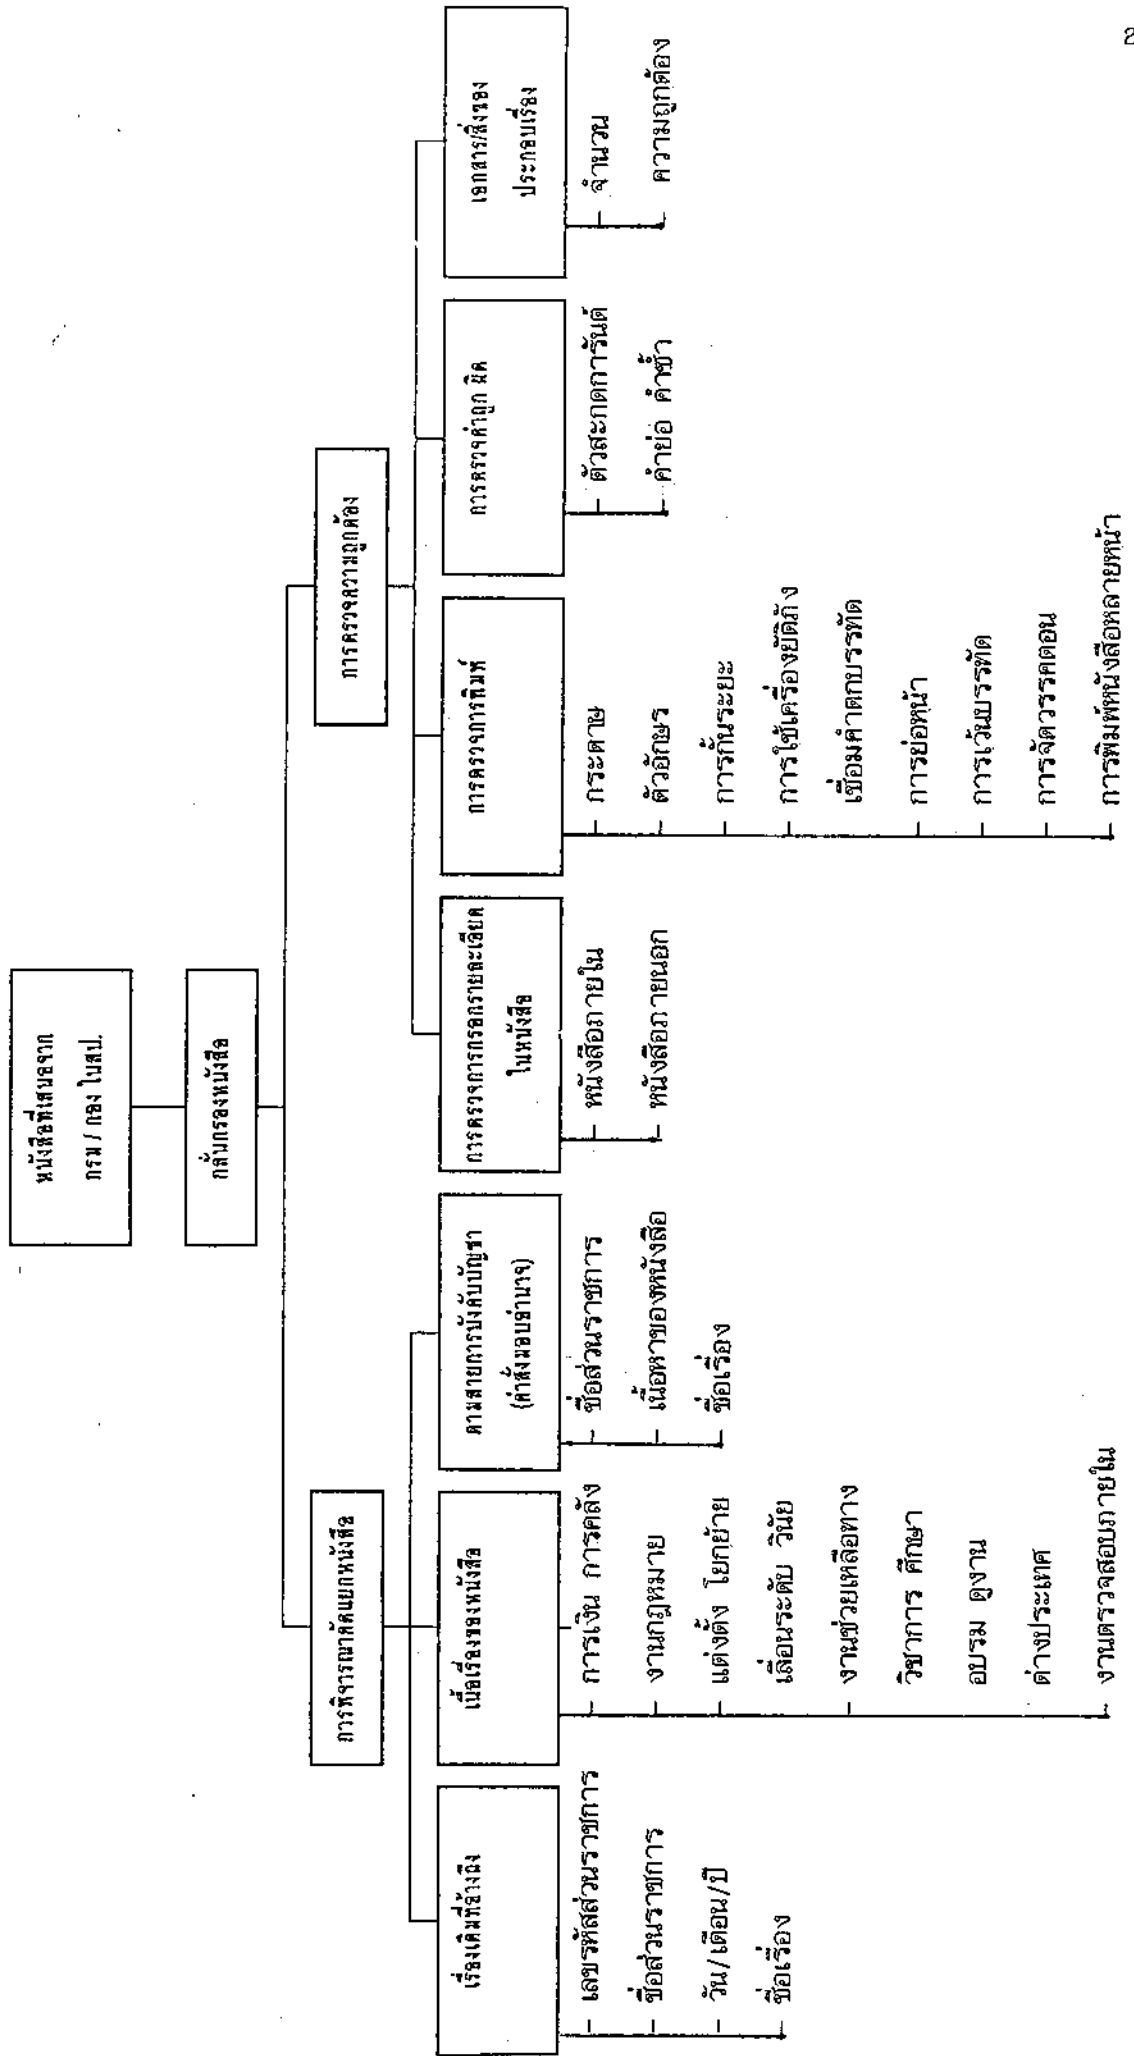 หนังสือที่เสนอจาก
กรม / กอง ในสป.
กลั่นกรองหนังสือ
การพิจารณาคัดแยกหนังสือ
การตรวจความถูกต้อง
เรื่องเดิมที่อ้างถึง
เลขรหัสส่วนราชการ
ชื่อส่วนราชการ
วัน/เดือน/ปี
ชื่อเรื่อง
เนื้อเรื่องของหนังสือ
การเงิน การคลัง
งานกฎหมาย
แต่งตั้ง โยกย้าย
เลื่อนระดับ วินัย
งานช่วยเหลือทาง
วิชาการ ศึกษา
อบรม ดูงาน
ต่างประเทศ
งานตรวจสอบภายใน
ตามสายการบังคับบัญชา
(คำสั่งมอบอำนาจ)
ชื่อส่วนราชการ
เนื้อหาของหนังสือ
ชื่อเรื่อง
การตรวจการกรอกรายละเอียด
ในหนังสือ
หนังสือภายใน
หนังสือภายนอก
การตรวจการพิมพ์
กระดาษ
ตัวอักษร
การกั้นระยะ
การใช้เครื่องยัติภัง
เชื่อมคำตกบรรทัด
การย่อหน้า
การเว้นบรรทัด
การจัดวรรคตอน
การพิมพ์หนังสือหลายหน้า
การตรวจคำถูก ผิด
ตัวสะกดการันต์
คำย่อ คำซ้ำ
เอกสาร/สิ่งของ
ประกอบเรื่อง
จำนวน
ความถูกต้อง